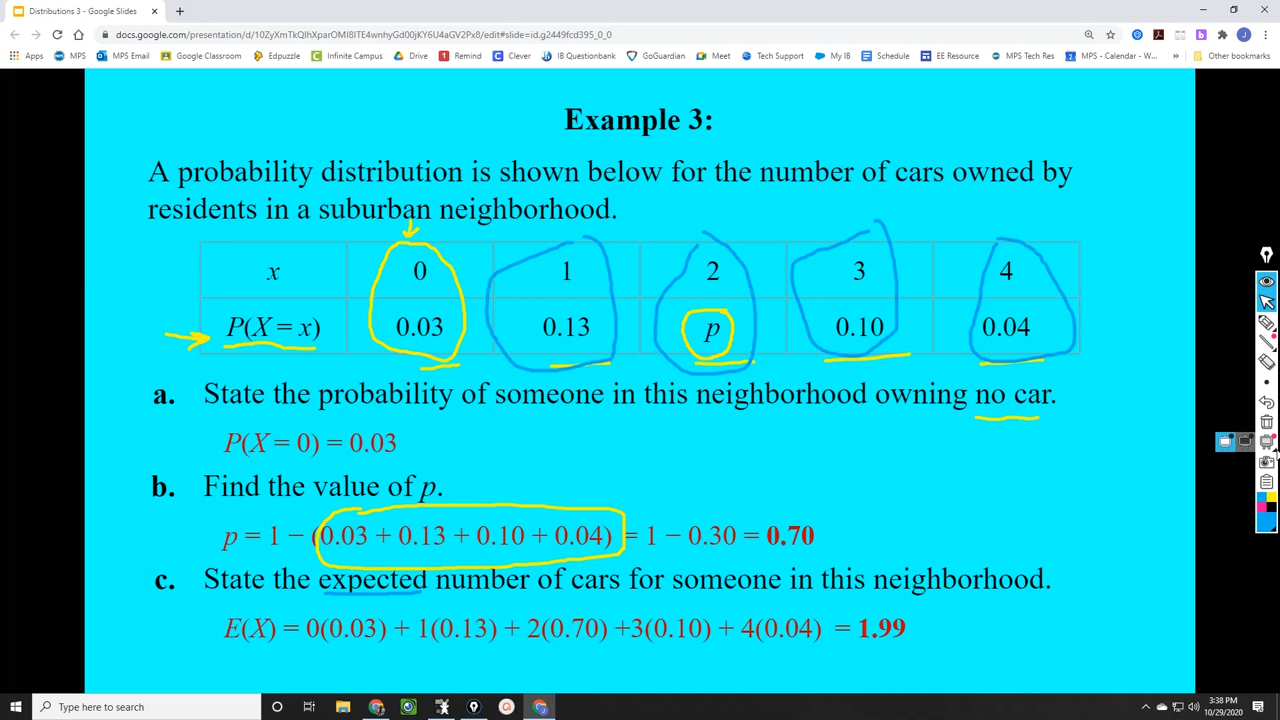 Distributions 3 - Google Slides
docs.google.com/presentation/d/10ZyXmTkQlhXparOMI8ITE4wnhyGd00jKY6U4aGV2Px8/edit#slide=id.g2449fcd395_0_0
Apps MPS MPS Email Google Classroom Edpuzzle Infinite Campus Drive Remind Clever IB Questionbank GoGuardian Meet Tech Support My IB Schedule EE Resource MPS Tech Res MPS - Calendar - W... » Other bookmarks
Example 3:
A probability distribution is shown below for the number of cars owned by
residents in a suburban neighborhood.
x 0 1 2 3 4
P(X = x) 0.03 0.13 p 0.10 0.04
a. State the probability of someone in this neighborhood owning no car.
P(X = 0) = 0.03
b. Find the value of p.
p = 1 − (0.03 + 0.13 + 0.10 + 0.04) = 1 − 0.30 = 0.70
c. State the expected number of cars for someone in this neighborhood.
E(X) = 0(0.03) + 1(0.13) + 2(0.70) +3(0.10) + 4(0.04) = 1.99
Type here to search
3:38 PM
10/29/2020